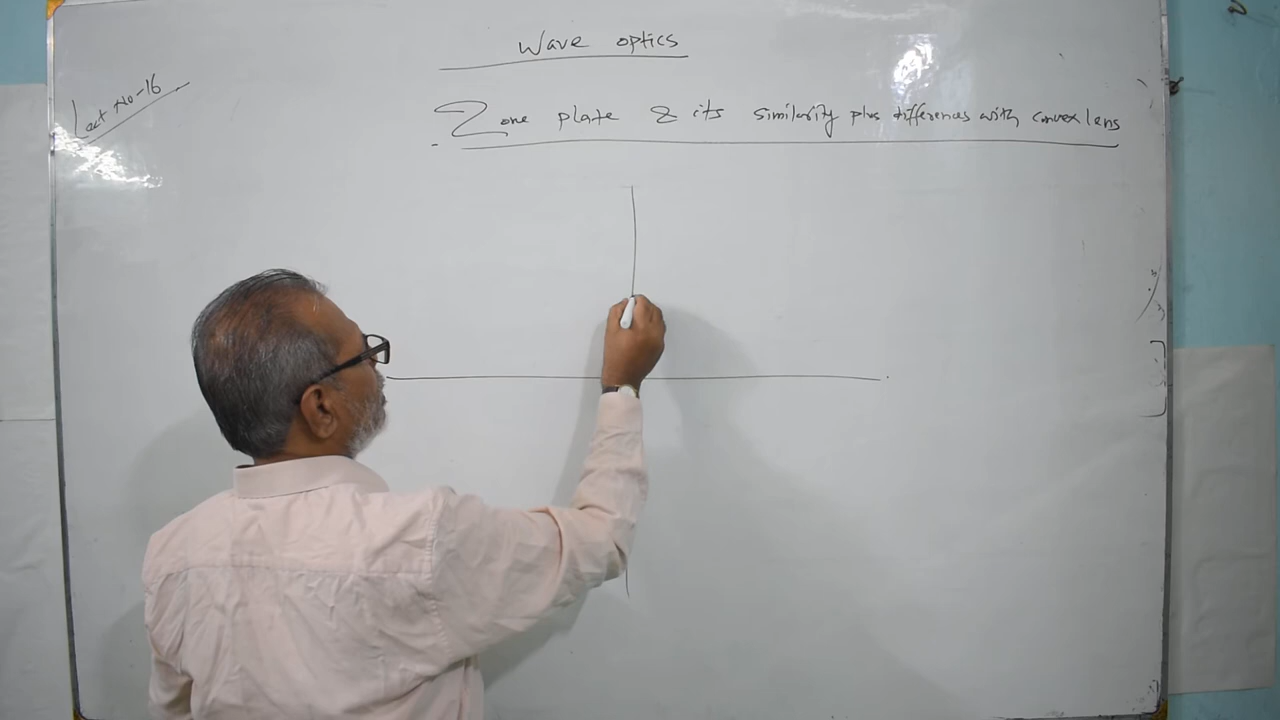 Wave optics
Lect No-16
Zone plate & its similarity plus differences with convex lens